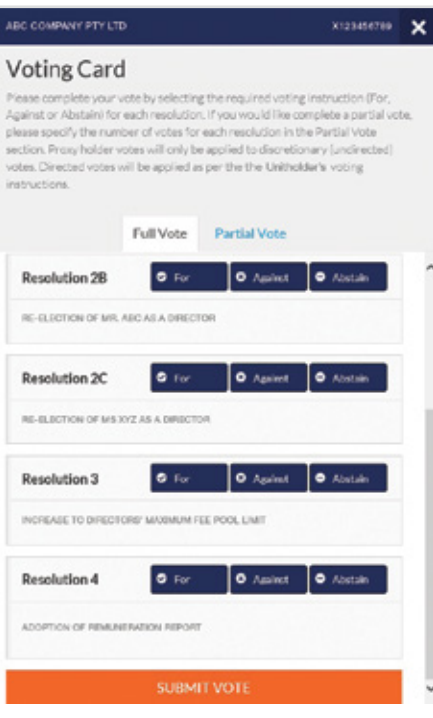 ABC COMPANY PTY LTD X123456789
Voting Card
Please complete your vote by selecting the required voting instruction (For,
Against or Abstain) for each resolution. If you would like complete a partial vote,
please specify the number of votes for each resolution in the Partial Vote
section. Proxy holder votes will only be applied to discretionary (undirected)
votes. Directed votes will be applied as per the the Unitholder's voting
instructions.
Full Vote Partial Vote
Resolution 2B For Against Abstain
RE-ELECTION OF MR. ABC AS A DIRECTOR
Resolution 2C For Against Abstain
RE-ELECTION OF MS XYZ AS A DIRECTOR
Resolution 3 For Against Abstain
INCREASE TO DIRECTORS' MAXIMUM FEE POOL LIMIT
Resolution 4 For Against Abstain
ADOPTION OF REMUNERATION REPORT
SUBMIT VOTE